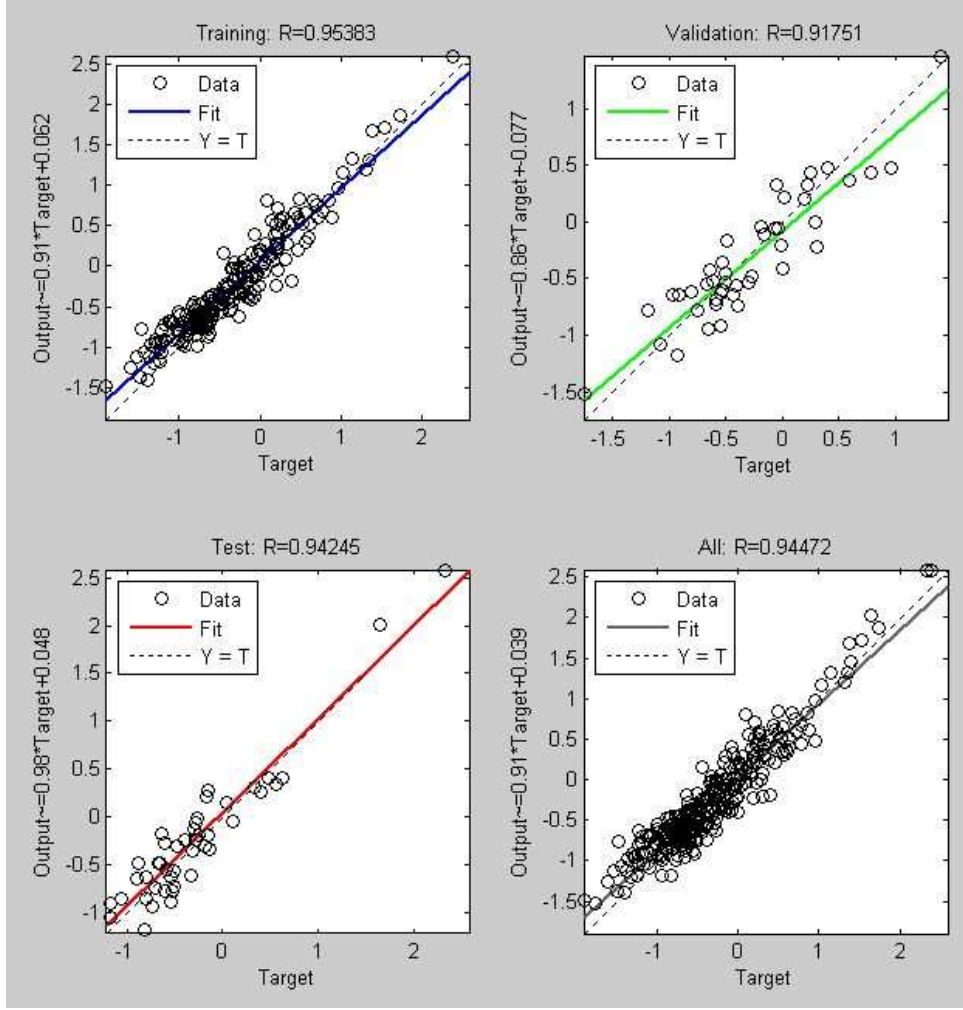 Training: R=0.95383
Output~=0.91*Target+0.062
2.5
2
1.5
1
0.5
0
-0.5
-1
-1.5
Data
Fit
Y = T
-1
0
1
2
Target
Validation: R=0.91751
Output~=0.86*Target+-0.077
1
0.5
0
-0.5
-1
-1.5
Data
Fit
Y = T
-1.5
-1
-0.5
0
0.5
1
Target
Test: R=0.94245
Output~=0.98*Target+0.048
2.5
2
1.5
1
0.5
0
-0.5
-1
Data
Fit
Y = T
-1
0
1
2
Target
All: R=0.94472
Output~=0.91*Target+0.039
2.5
2
1.5
1
0.5
0
-0.5
-1
-1.5
Data
Fit
Y = T
-1
0
1
2
Target